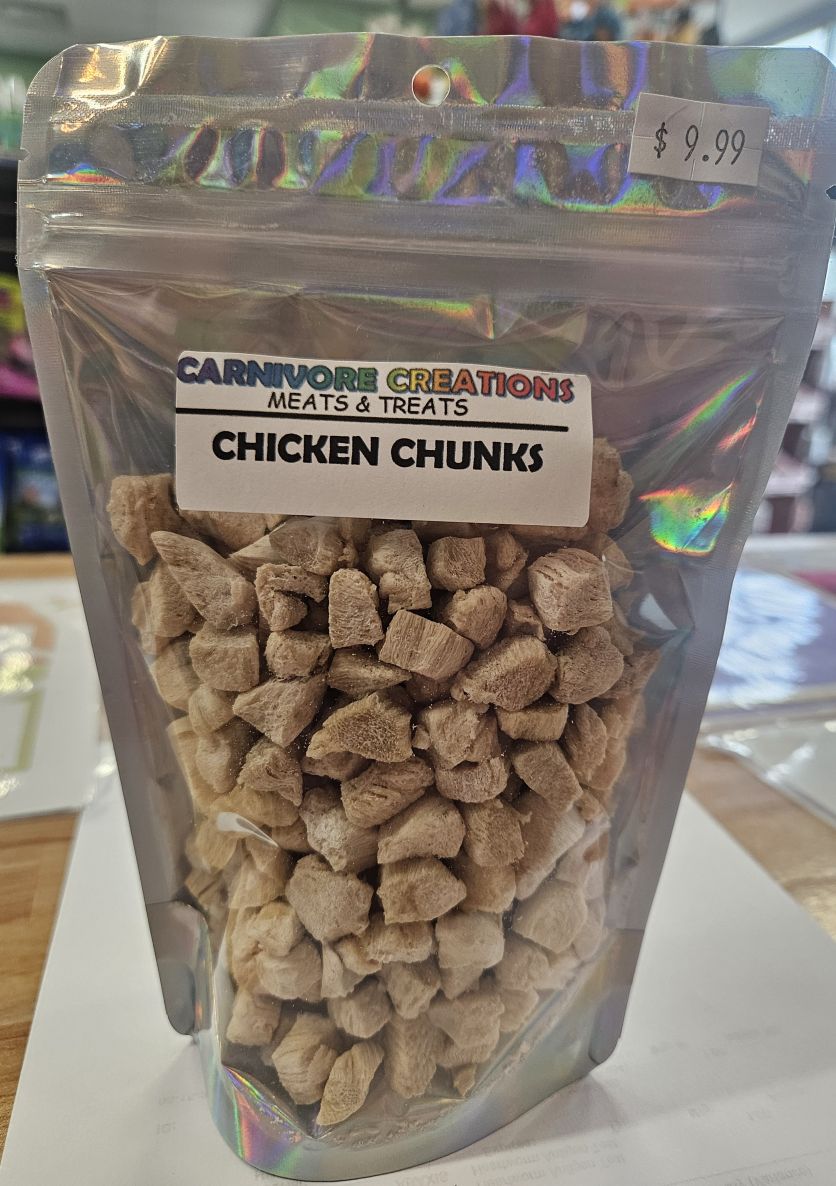 $ 9.99
CARNIVORE CREATIONS
MEATS & TREATS
CHICKEN CHUNKS